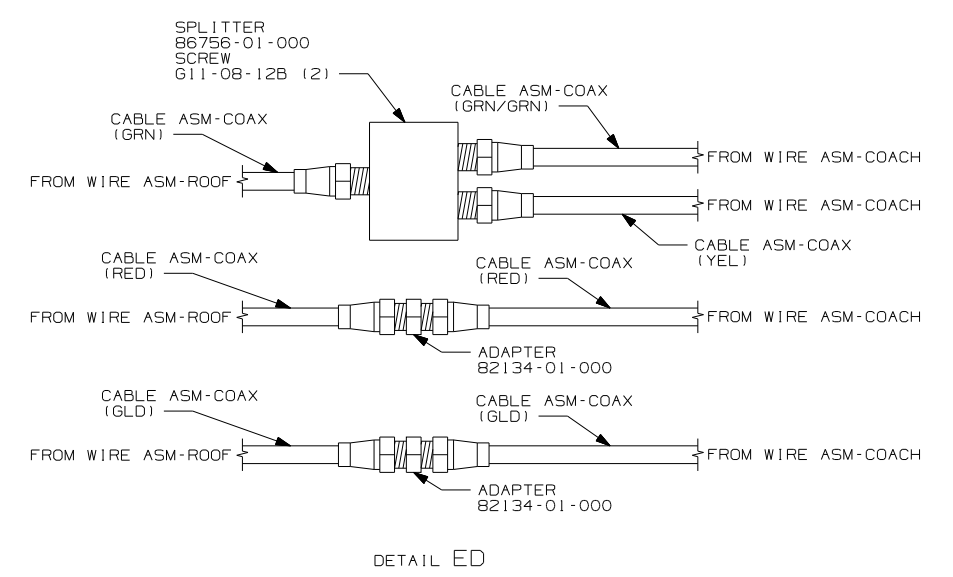 SPLITTER
86756-01-000
SCREW
G11-08-12B (2)
CABLE ASM-COAX
(GRN/GRN)
CABLE ASM-COAX
(GRN)
FROM WIRE ASM-COACH
FROM WIRE ASM-ROOF
FROM WIRE ASM-COACH
CABLE ASM-COAX
(YEL)
CABLE ASM-COAX
(RED)
CABLE ASM-COAX
(RED)
FROM WIRE ASM-ROOF
FROM WIRE ASM-COACH
ADAPTER
82134-01-000
CABLE ASM-COAX
(GLD)
CABLE ASM-COAX
(GLD)
FROM WIRE ASM-ROOF
FROM WIRE ASM-COACH
ADAPTER
82134-01-000
DETAIL ED